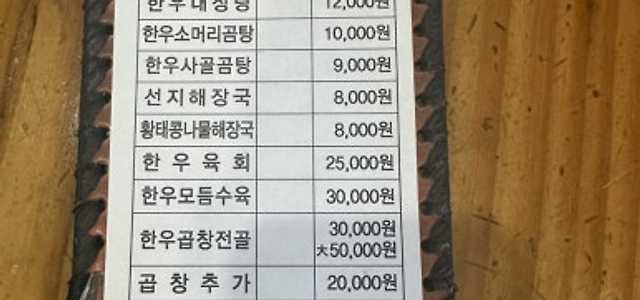 한우내장탕 12,000원
한우소머리곰탕 10,000원
한우사골곰탕 9,000원
선지해장국 8,000원
황태콩나물해장국 8,000원
한우육회 25,000원
한우모듬수육 30,000원
한우곱창전골 30,000원
大50,000원
곱창추가 20,000원